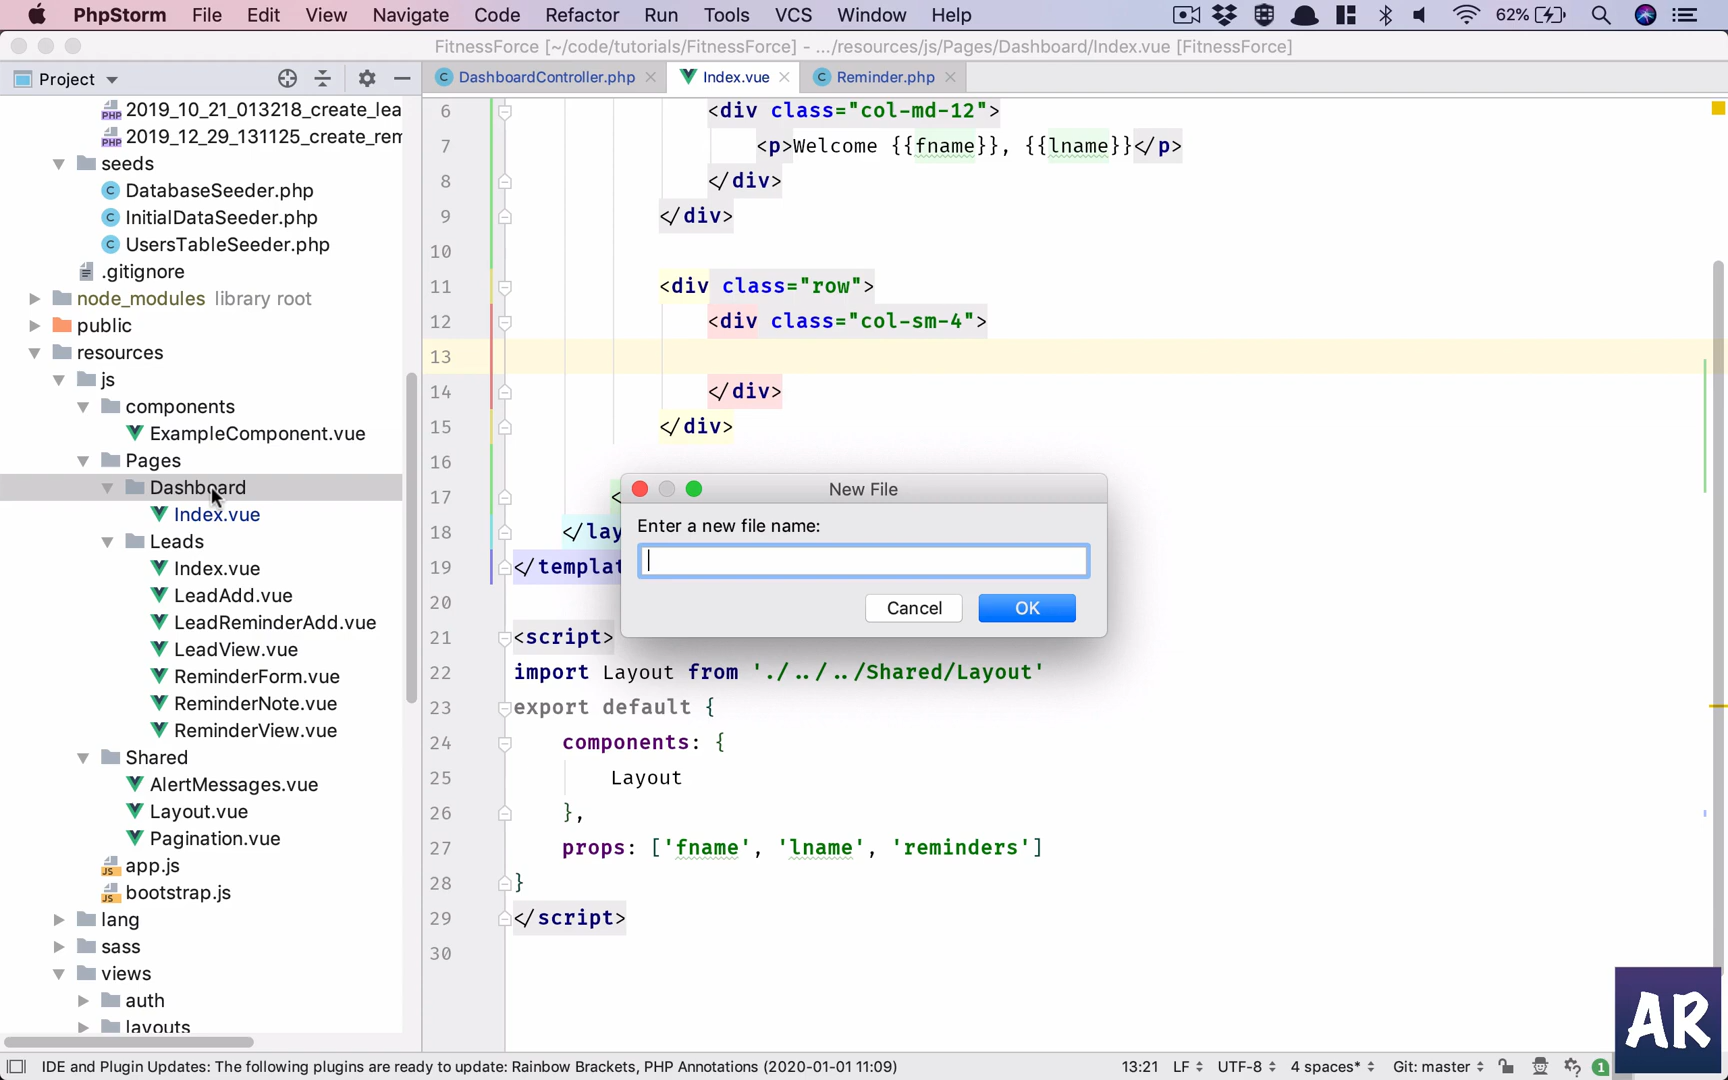 PhpStorm File Edit View Navigate Code Refactor Run Tools VCS Window Help 62%
FitnessForce [~/code/tutorials/FitnessForce] - .../resources/js/Pages/Dashboard/Index.vue [FitnessForce]
Project
DashboardController.php Index.vue Reminder.php
2019_10_21_013218_create_lea
2019_12_29_131125_create_rem
seeds
DatabaseSeeder.php
InitialDataSeeder.php
UsersTableSeeder.php
.gitignore
node_modules library root
public
resources
js
components
ExampleComponent.vue
Pages
Dashboard
Index.vue
Leads
Index.vue
LeadAdd.vue
LeadReminderAdd.vue
LeadView.vue
ReminderForm.vue
ReminderNote.vue
ReminderView.vue
Shared
AlertMessages.vue
Layout.vue
Pagination.vue
app.js
bootstrap.js
lang
sass
views
auth
layouts
6 <div class="col-md-12">
7 <p>Welcome {{fname}}, {{lname}}</p>
8 </div>
9 </div>
10
11 <div class="row">
12 <div class="col-sm-4">
13
14 </div>
15 </div>
16
17 <
18 </lay
19 </templat
20
21 <script>
22 import Layout from './../../Shared/Layout'
23 export default {
24 components: {
25 Layout
26 },
27 props: ['fname', 'lname', 'reminders']
28 }
29 </script>
30
New File
Enter a new file name:
Cancel OK
AR
IDE and Plugin Updates: The following plugins are ready to update: Rainbow Brackets, PHP Annotations (2020-01-01 11:09) 13:21 LF UTF-8 4 spaces* Git: master 1